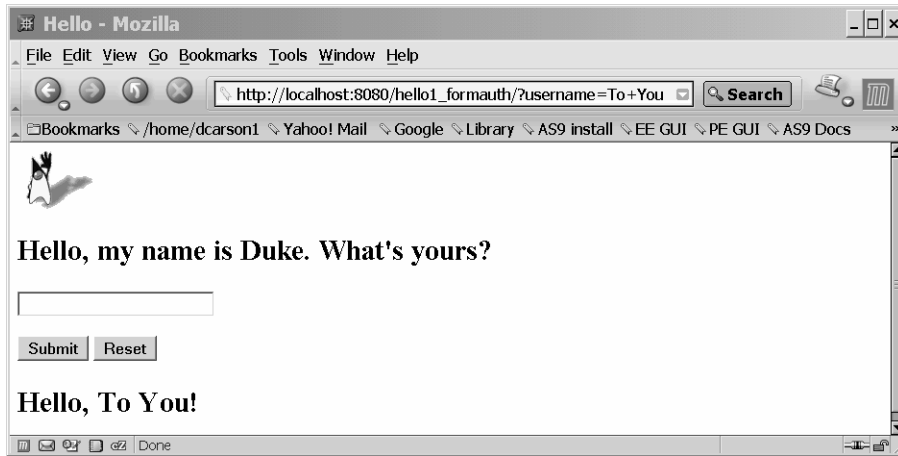 Hello - Mozilla
File Edit View Go Bookmarks Tools Window Help
http://localhost:8080/hello1_formauth/?username=To+You Search
Bookmarks /home/dcarson1 Yahoo! Mail Google Library AS9 install EE GUI PE GUI AS9 Docs »
Hello, my name is Duke. What's yours?
Submit Reset
Hello, To You!
Done